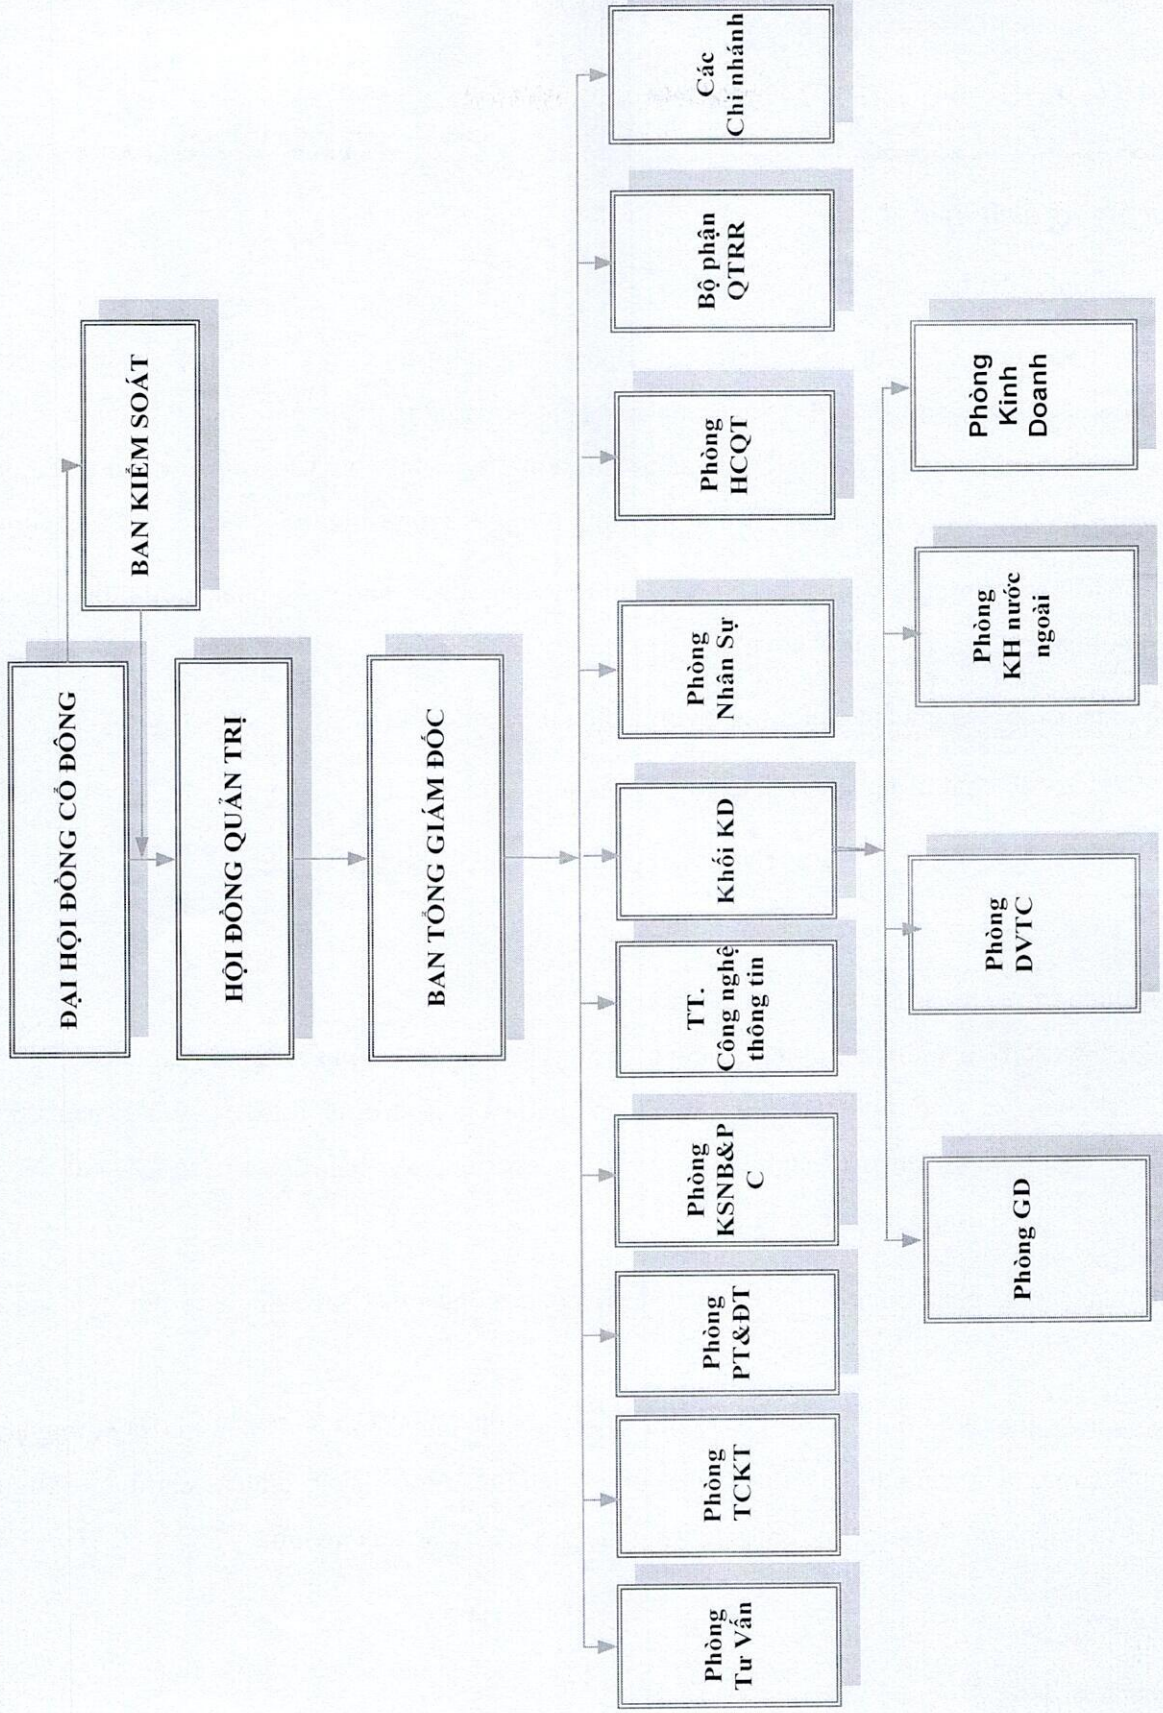 ĐẠI HỘI ĐỒNG CỔ ĐÔNG
BAN KIỂM SOÁT
HỘI ĐỒNG QUẢN TRỊ
BAN TỔNG GIÁM ĐỐC
Phòng
Tư Vấn
Phòng
TCKT
Phòng
PT&ĐT
Phòng
KSNB&P
C
TT.
Công nghệ
thông tin
Khối KD
Phòng
Nhân Sự
Phòng
HCQT
Bộ phận
QTRR
Các
Chi nhánh
Phòng GD
Phòng
DVTC
Phòng
KH nước
ngoài
Phòng
Kinh
Doanh